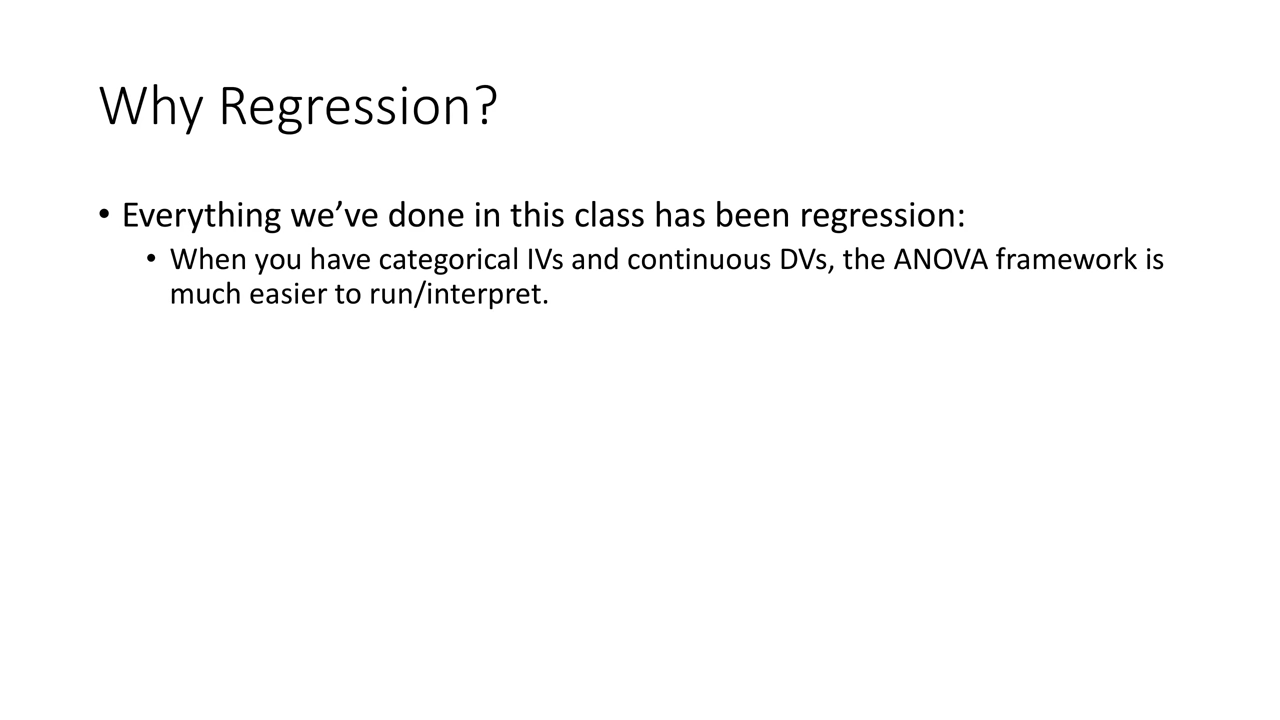 Why Regression?
• Everything we’ve done in this class has been regression:
• When you have categorical IVs and continuous DVs, the ANOVA framework is
much easier to run/interpret.